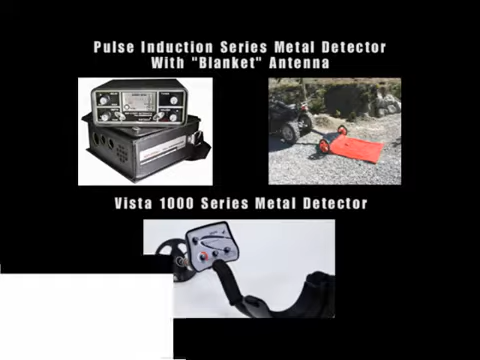 Pulse Induction Series Metal Detector
With "Blanket" Antenna
Vista 1000 Series Metal Detector